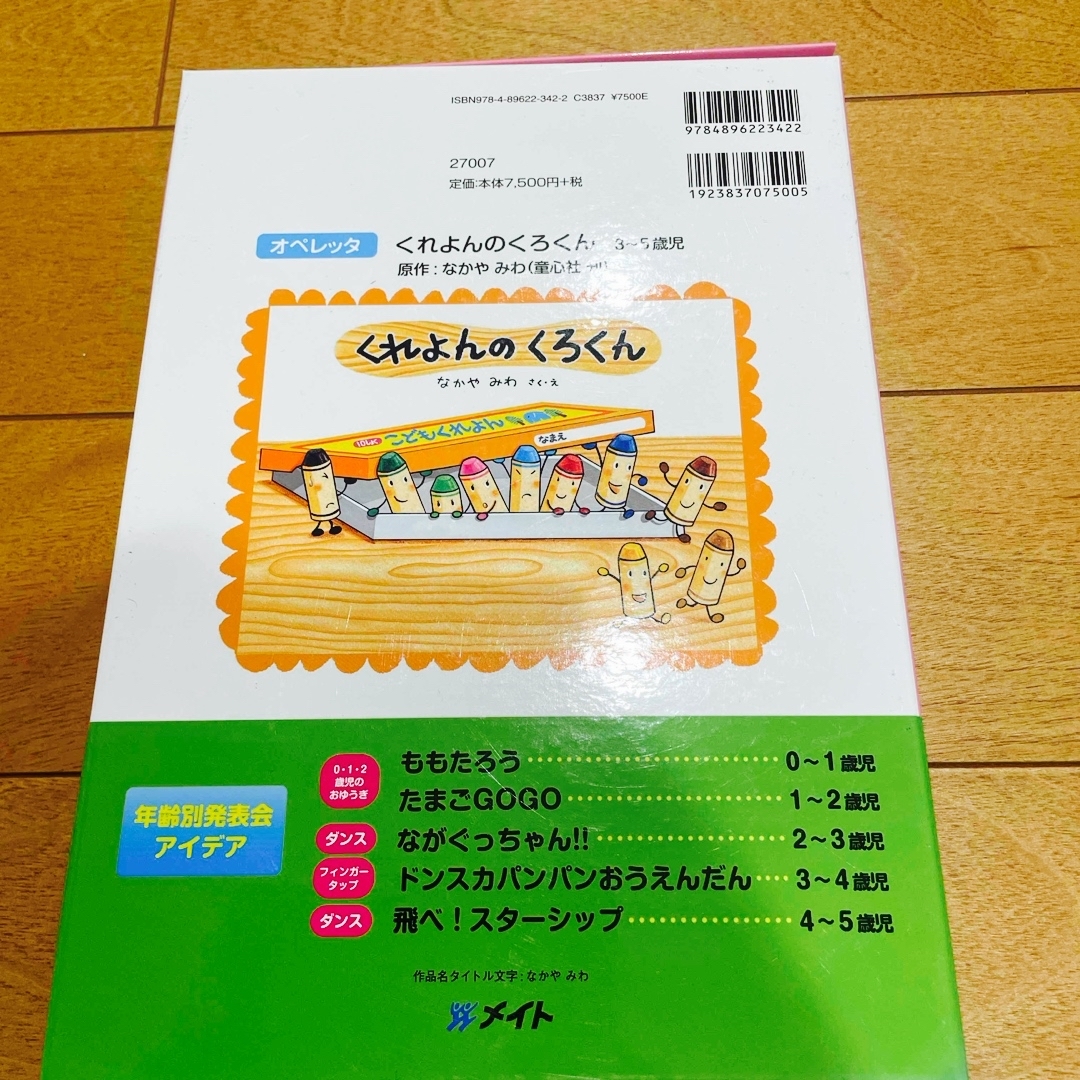 ISBN978-4-89622-342-2 C3837 ¥7500E
9784896223422
27007
定価:本体7,500円+税
1923837075005
オペレッタ くれよんのくろくん 3~5歳児
原作:なかや みわ(童心社
くれよんのくろくん
なかや みわ さく・え
10しょく こどもくれよん
なまえ
年齢別発表会
アイデア
0・1・2
歳児の
おゆうぎ
ももたろう 0~1歳児
たまごGOGO 1~2歳児
ダンス ながぐっちゃん!! 2~3歳児
フィンガー
タップ
ドンスカパンパンおうえんだん 3~4歳児
ダンス 飛べ!スターシップ 4~5歳児
作品名タイトル文字:なかや みわ
メイト